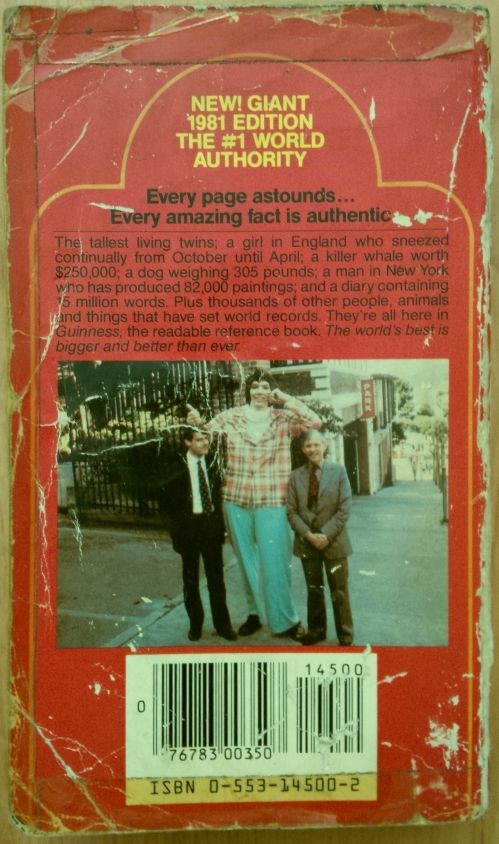 NEW! GIANT
1981 EDITION
THE #1 WORLD
AUTHORITY
Every page astounds...
Every amazing fact is authentic
The tallest living twins; a girl in England who sneezed
continually from October until April; a killer whale worth
$250,000; a dog weighing 305 pounds; a man in New York
who has produced 82,000 paintings; and a diary containing
15 million words. Plus thousands of other people, animals
and things that have set world records. They're all here in
Guinness, the readable reference book. The world's best is
bigger and better than ever.
PARK
14500
0
76783 00350
ISBN 0-553-14500-2